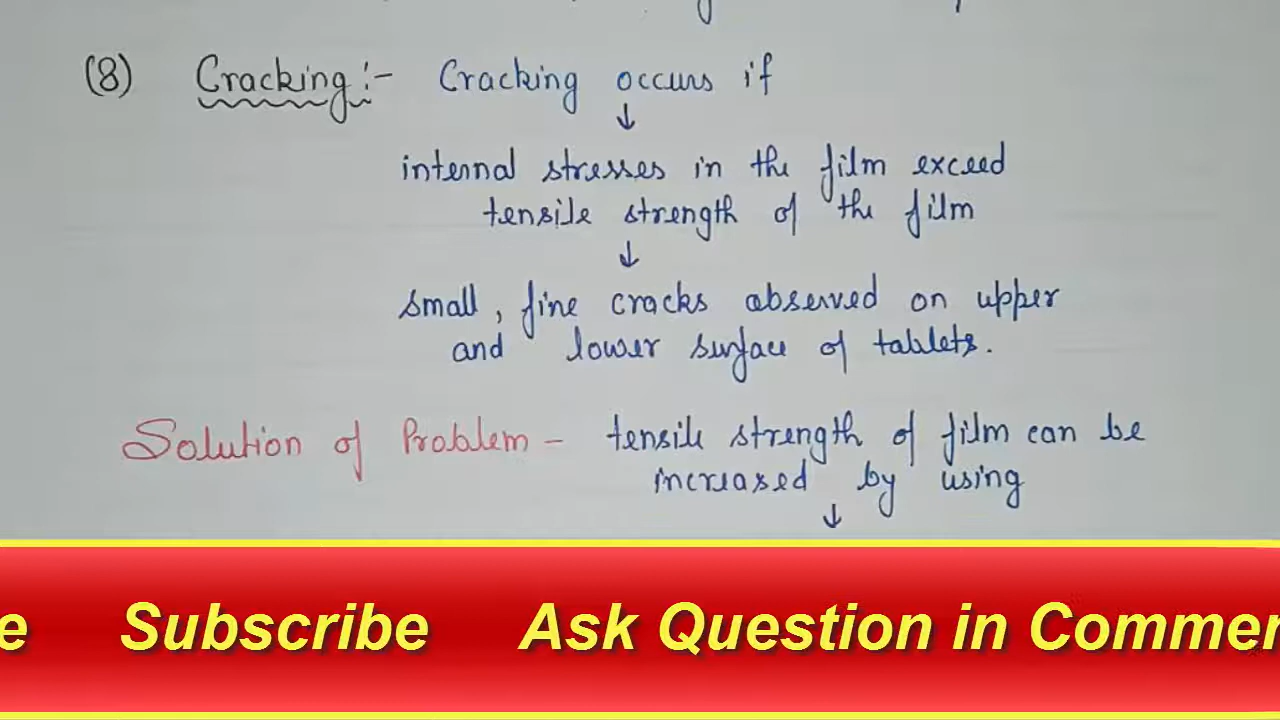 (8) Cracking :- Cracking occurs if
↓
internal stresses in the film exceed
tensile strength of the film
↓
small, fine cracks observed on upper
and lower surface of tablets.
Solution of Problem - tensile strength of film can be
increased by using
↓
e Subscribe Ask Question in Commen